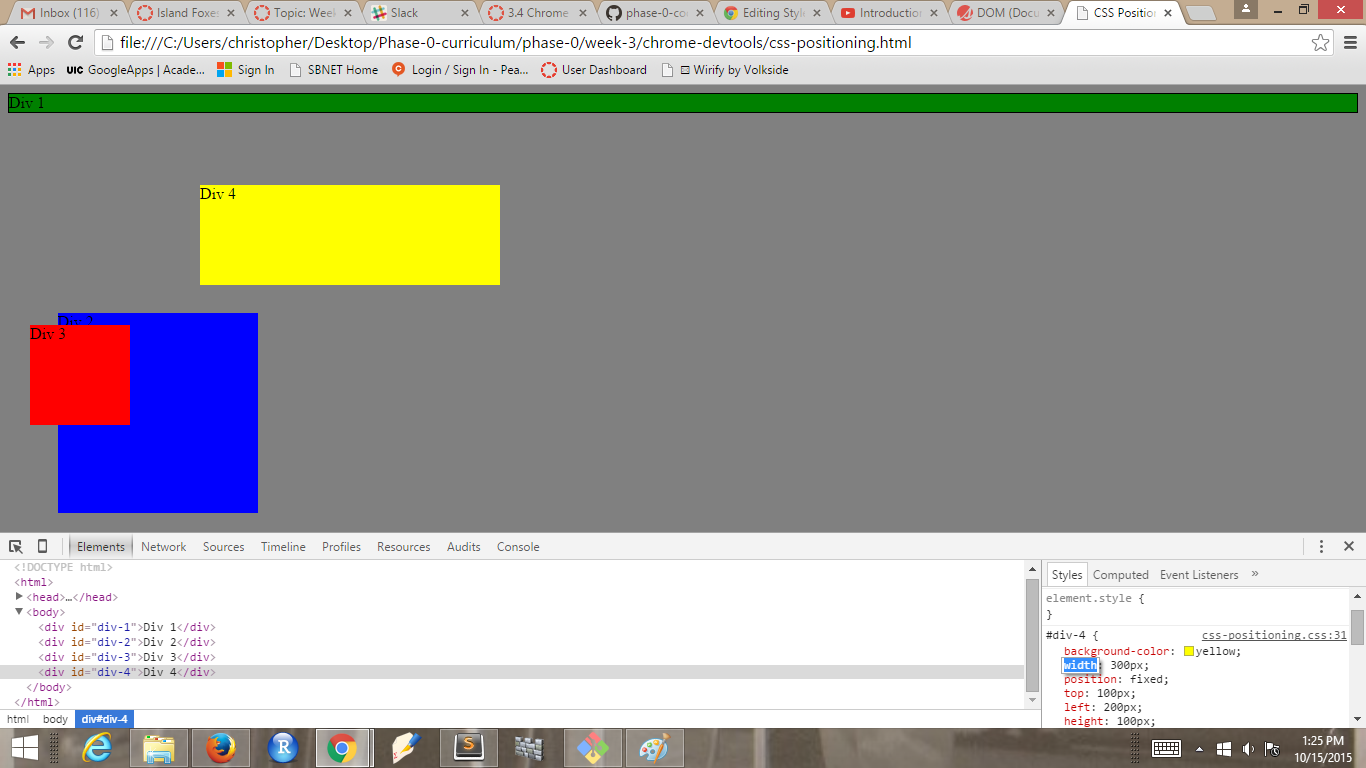 Inbox (116)
Island Foxes
Topic: Week
Slack
3.4 Chrome
phase-0-co
Editing Style
Introduction
DOM (Docu
CSS Position
file:///C:/Users/christopher/Desktop/Phase-0-curriculum/phase-0/week-3/chrome-devtools/css-positioning.html
Apps
UIC GoogleApps | Acade...
Sign In
SBNET Home
Login / Sign In - Pea...
User Dashboard
Wirify by Volkside
Div 1
Div 4
Div 2
Div 3
Elements Network Sources Timeline Profiles Resources Audits Console
<!DOCTYPE html>
<html>
<head>…</head>
<body>
<div id="div-1">Div 1</div>
<div id="div-2">Div 2</div>
<div id="div-3">Div 3</div>
<div id="div-4">Div 4</div>
</body>
</html>
html body div#div-4
Styles Computed Event Listeners »
element.style {
}
#div-4 { css-positioning.css:31
background-color: yellow;
width: 300px;
position: fixed;
top: 100px;
left: 200px;
height: 100px;
1:25 PM
10/15/2015